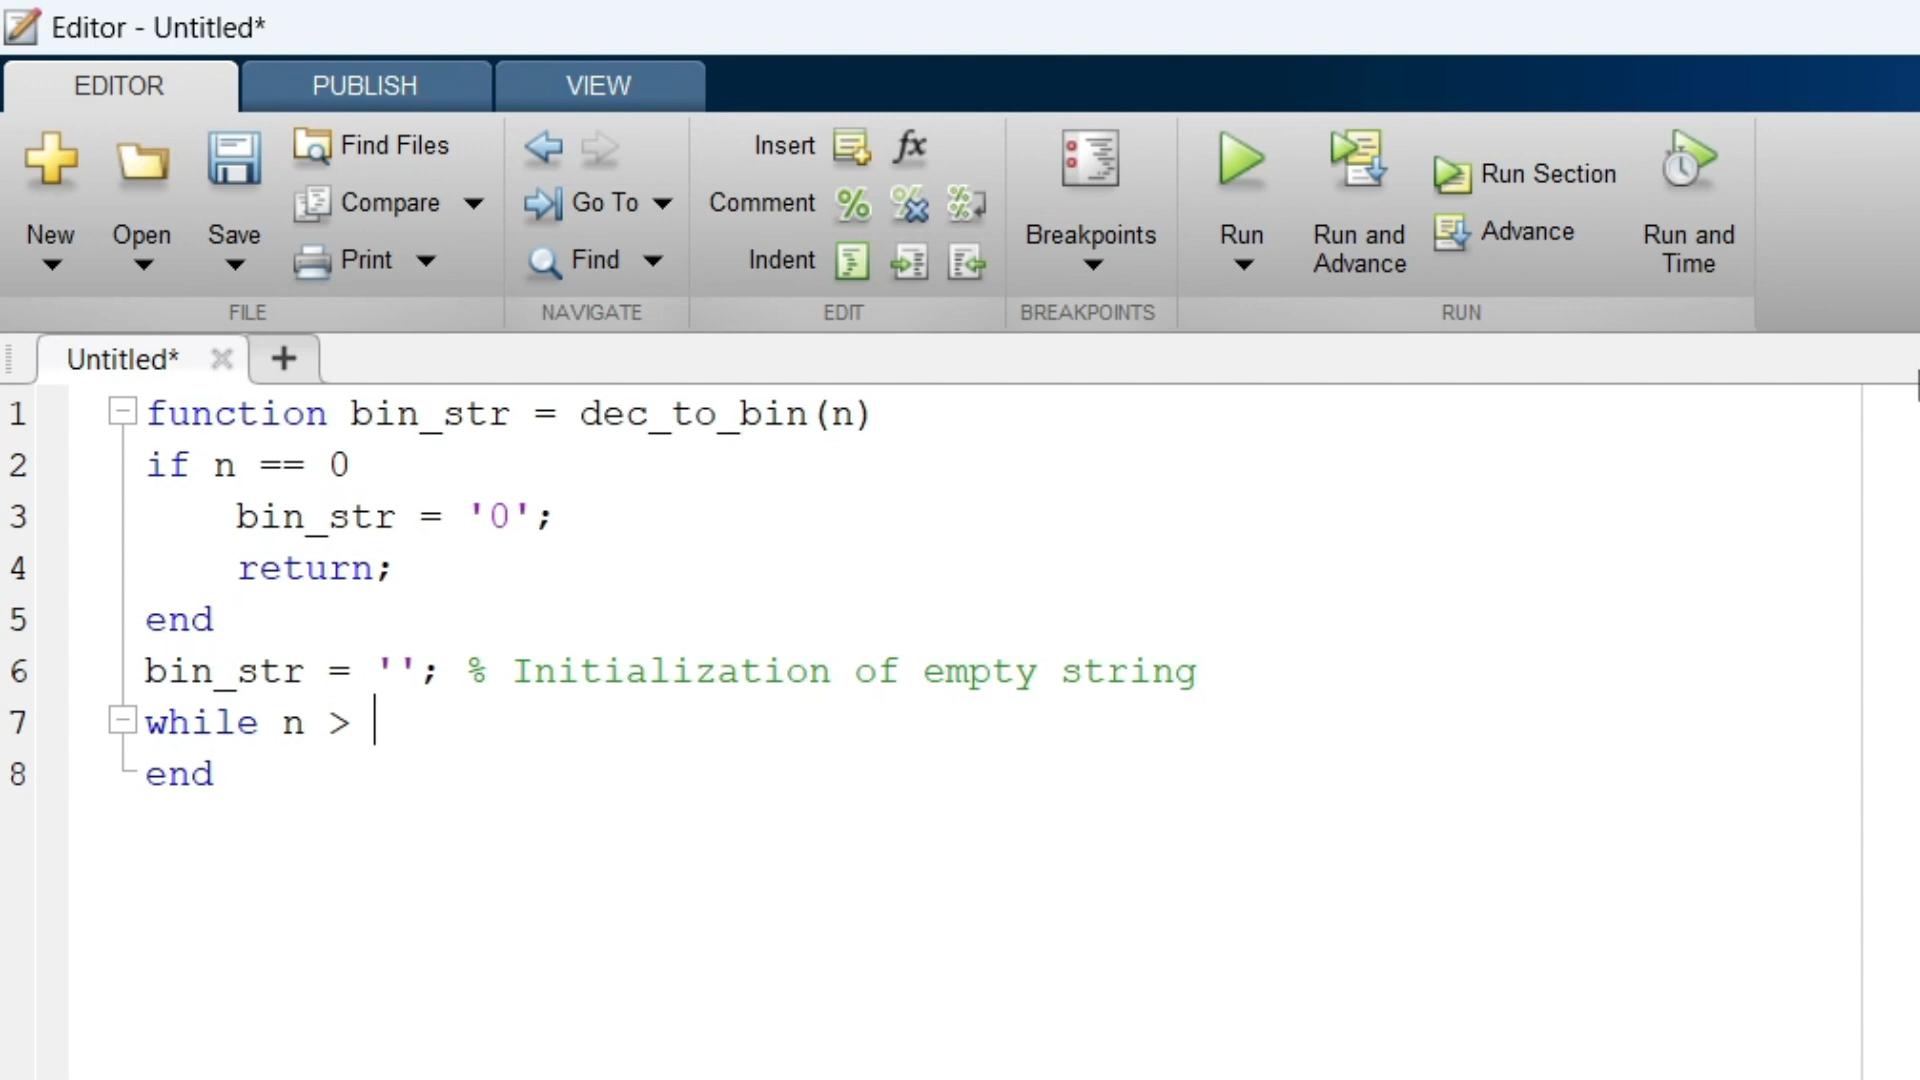 Editor - Untitled*
EDITOR PUBLISH VIEW
New
Open
Save
Find Files
Compare
Print
FILE
Go To
Find
NAVIGATE
Insert fx
Comment % % %
Indent
EDIT
Breakpoints
BREAKPOINTS
Run
Run and Advance
Run Section
Advance
Run and Time
RUN
Untitled* +
1 function bin_str = dec_to_bin(n)
2 if n == 0
3 bin_str = '0';
4 return;
5 end
6 bin_str = ''; % Initialization of empty string
7 while n >
8 end